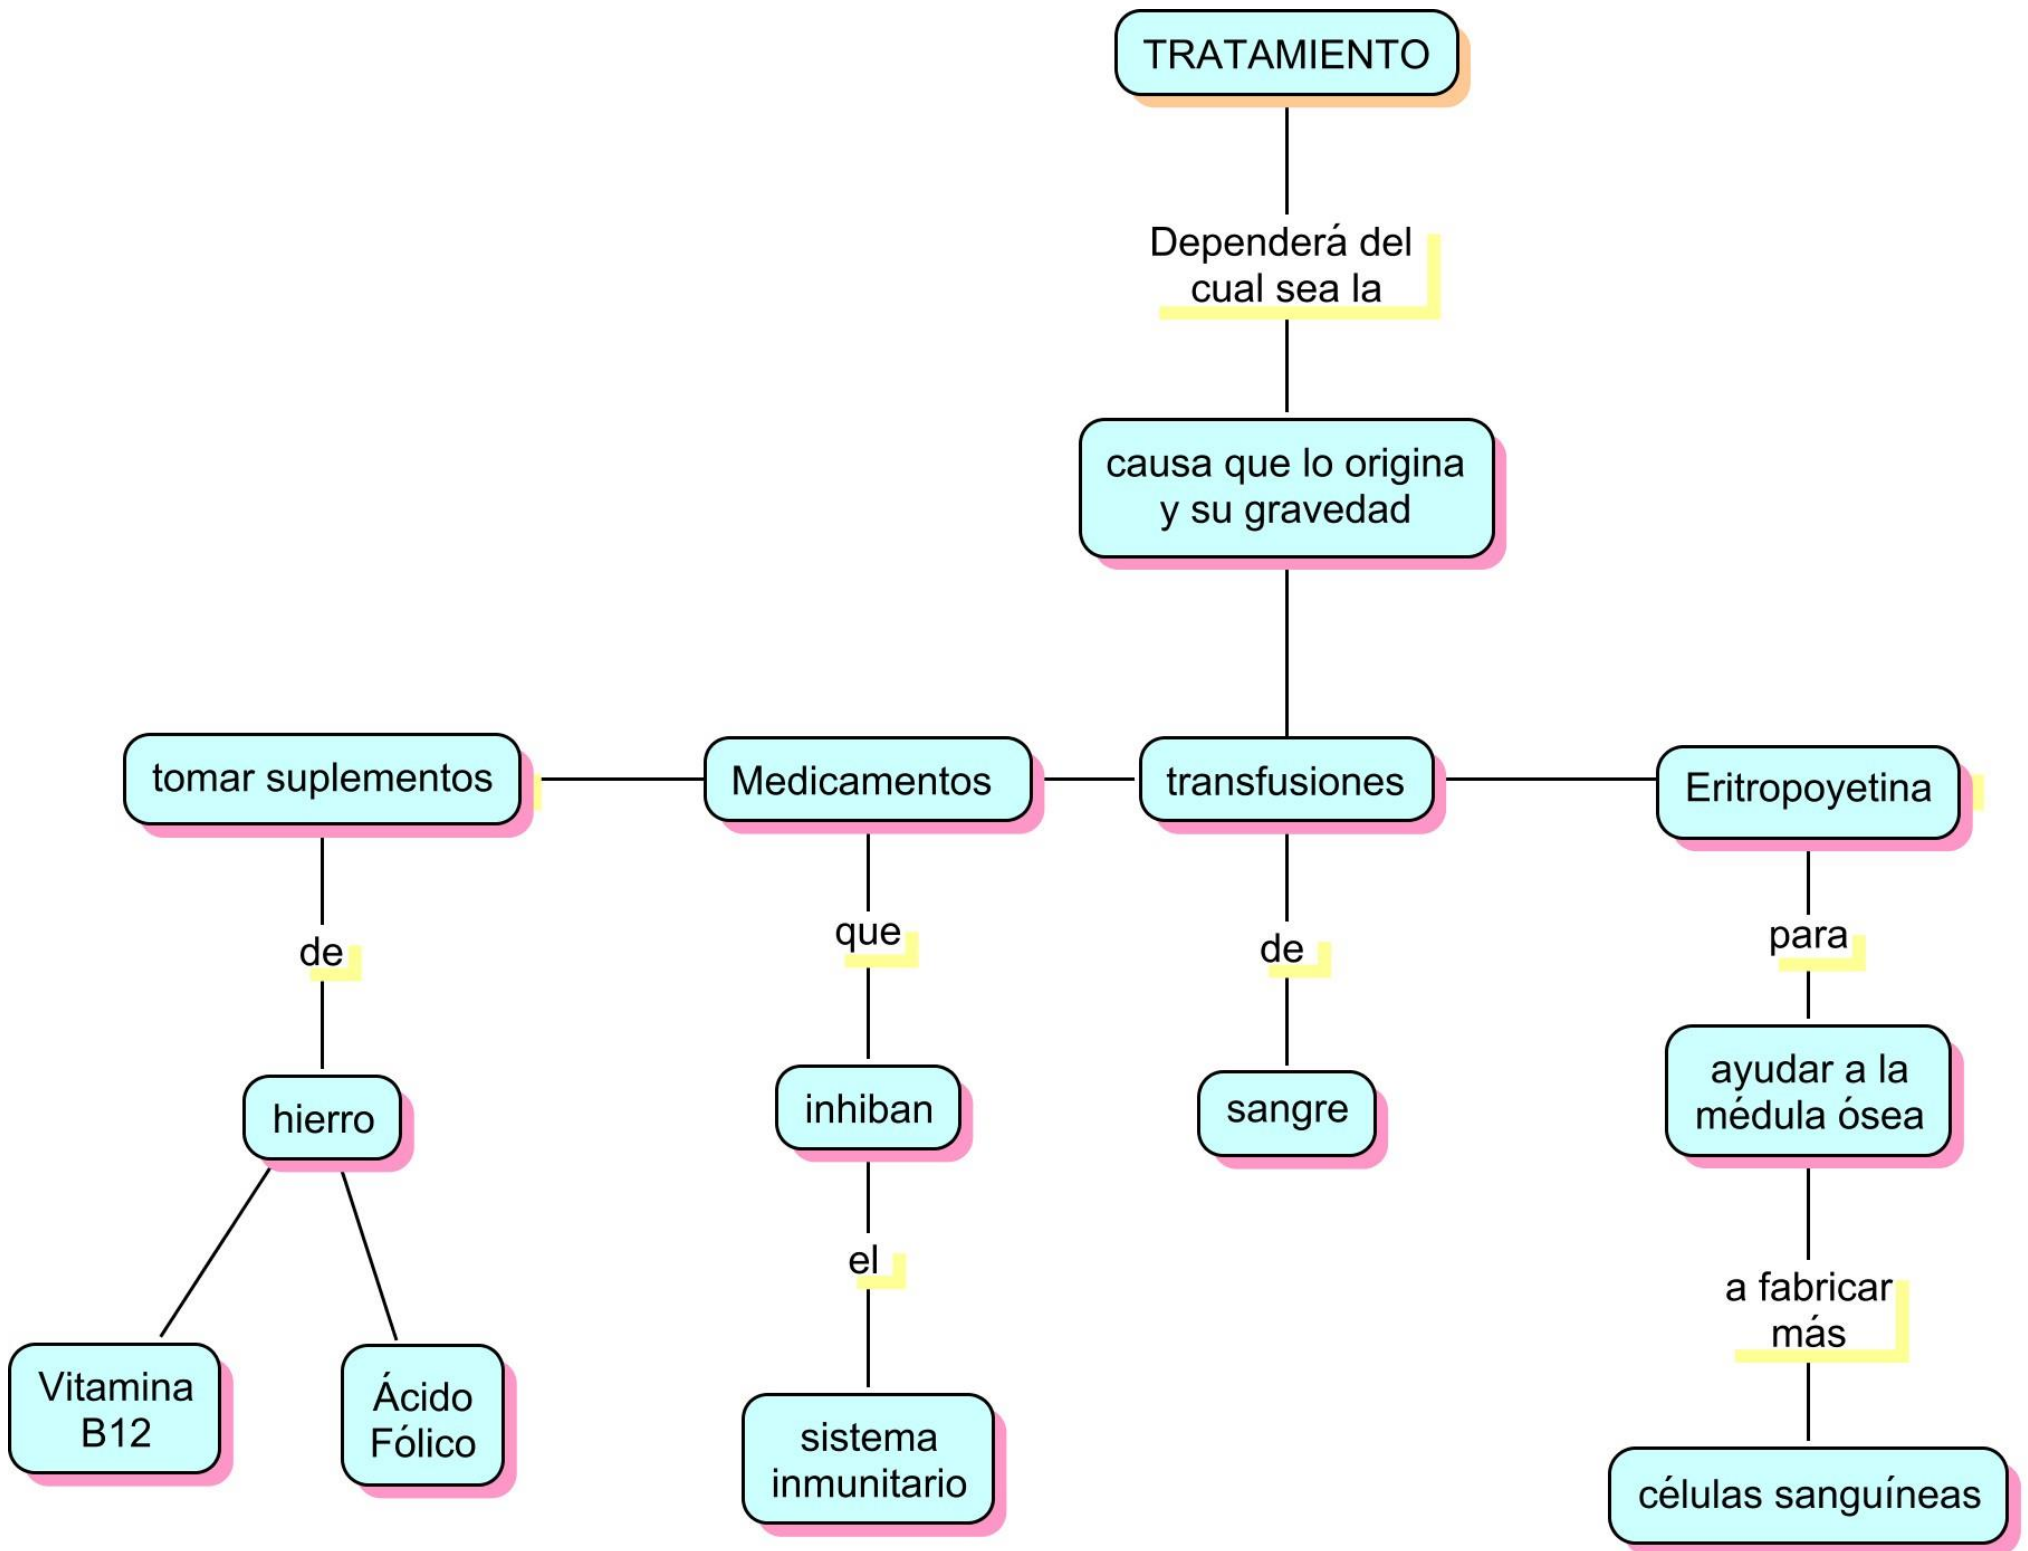 TRATAMIENTO
Dependerá del
cual sea la
causa que lo origina
y su gravedad
tomar suplementos
Medicamentos
transfusiones
Eritropoyetina
de
que
de
para
hierro
inhiban
sangre
ayudar a la
médula ósea
el
a fabricar
más
Vitamina
B12
Ácido
Fólico
sistema
inmunitario
células sanguíneas